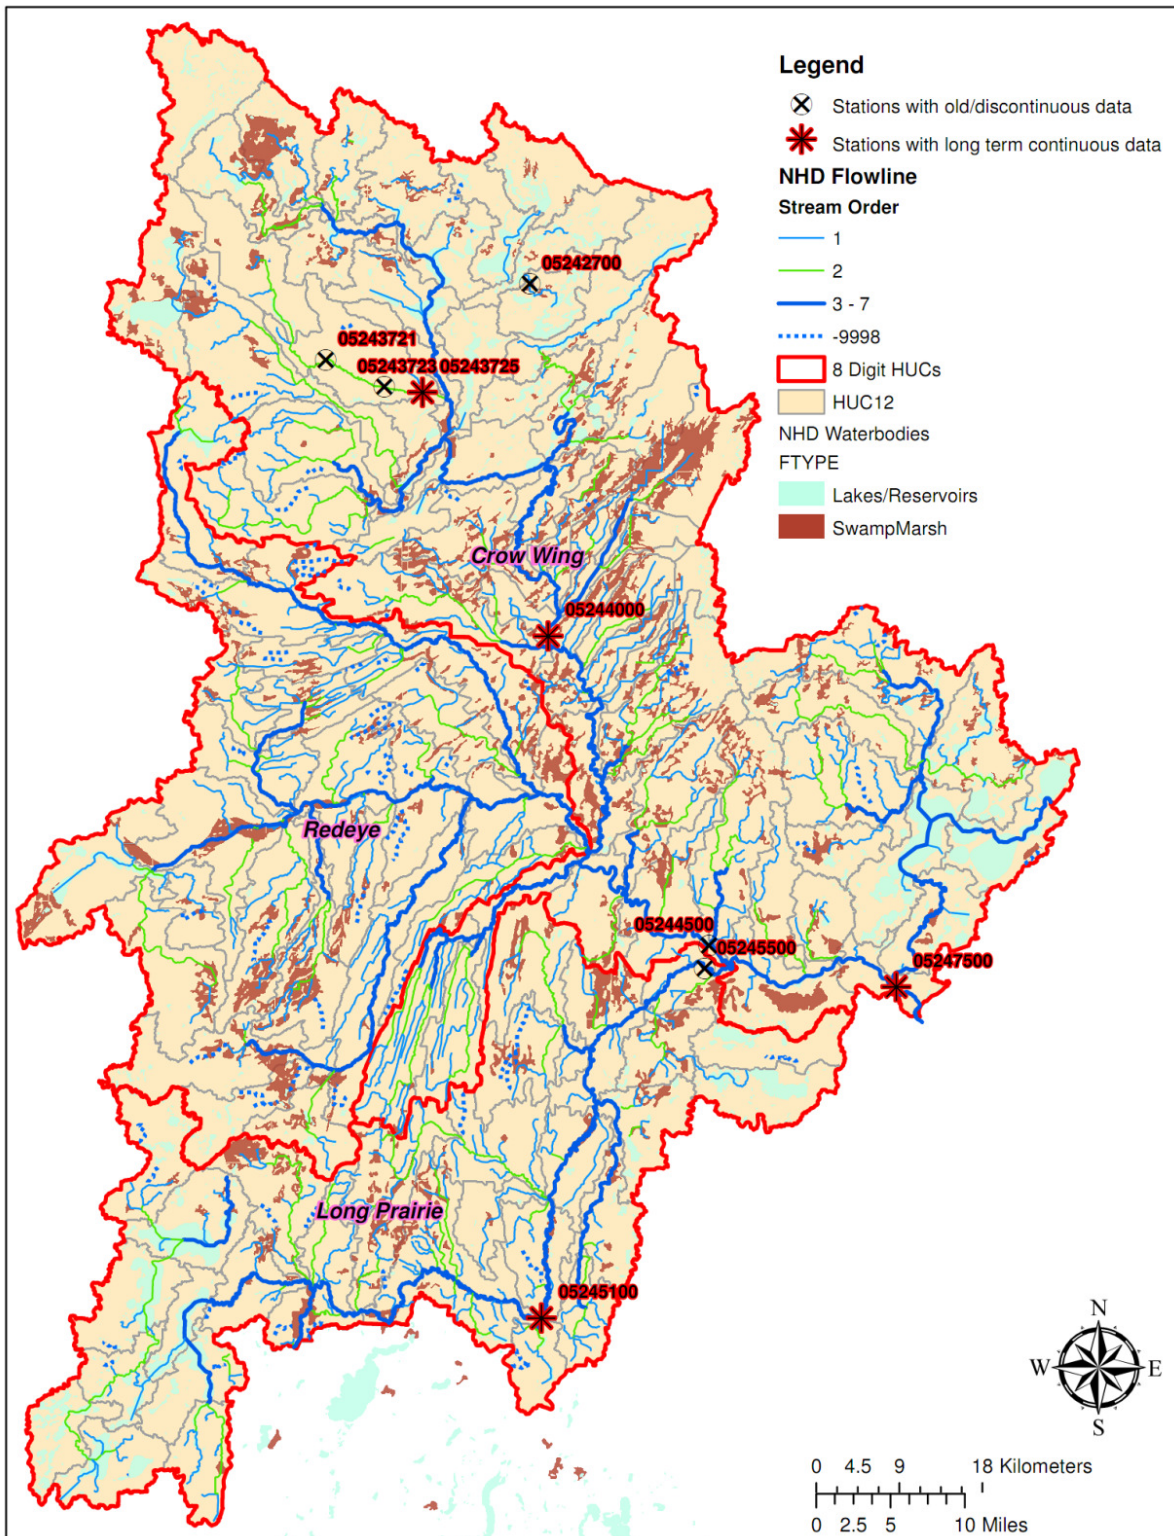 Legend
Stations with old/discontinuous data
Stations with long term continuous data
NHD Flowline
Stream Order
1
2
3 - 7
-9998
8 Digit HUCs
HUC12
NHD Waterbodies
FTYPE
Lakes/Reservoirs
SwampMarsh
05242700
05243721
05243723 05243725
Crow Wing
05244000
Redeye
05244500
05245500
05247500
Long Prairie
05245100
N
W E
S
0 4.5 9 18 Kilometers
0 2.5 5 10 Miles